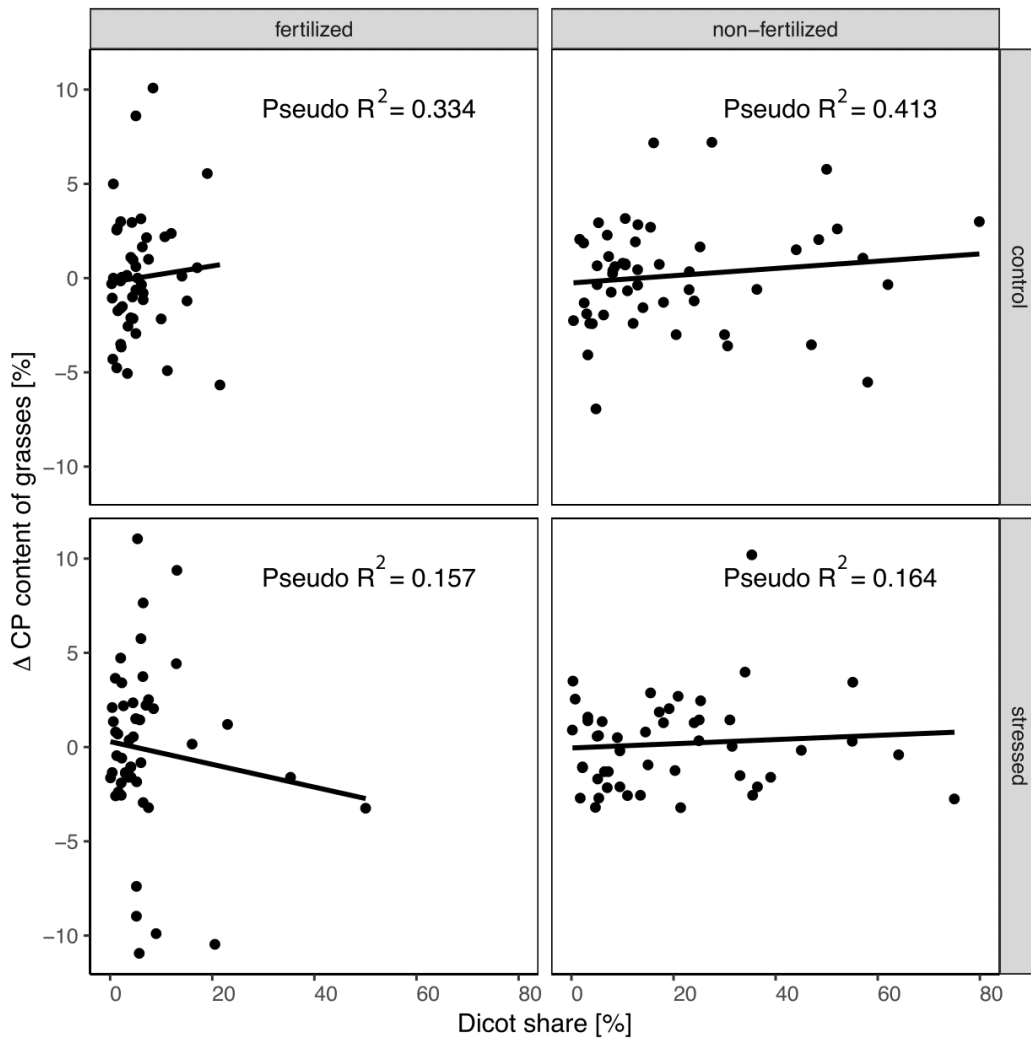 fertilized
non−fertilized
Pseudo R² = 0.334
Pseudo R² = 0.413
control
Pseudo R² = 0.157
Pseudo R² = 0.164
stressed
Δ CP content of grasses [%]
10
5
0
−5
−10
10
5
0
−5
−10
0 20 40 60 80
0 20 40 60 80
Dicot share [%]